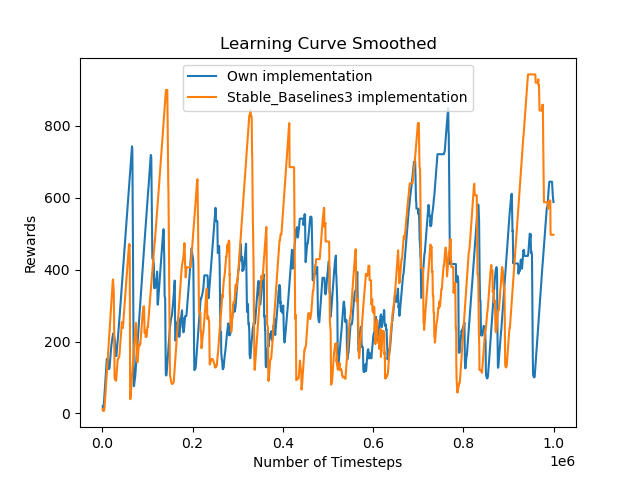 Learning Curve Smoothed
Own implementation
Stable_Baselines3 implementation
Rewards
800
600
400
200
0
0.0
0.2
0.4
0.6
0.8
1.0
1e6
Number of Timesteps